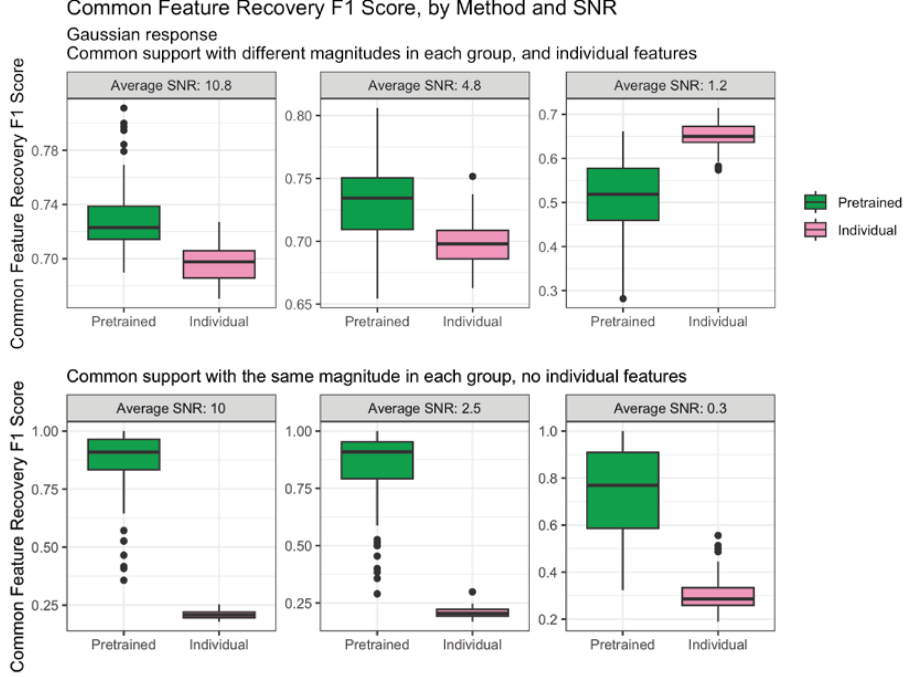 Common Feature Recovery F1 Score, by Method and SNR
Gaussian response
Common support with different magnitudes in each group, and individual features
Common Feature Recovery F1 Score
Average SNR: 10.8
0.78
0.74
0.70
Pretrained
Individual
Average SNR: 4.8
0.80
0.75
0.70
0.65
Pretrained
Individual
Average SNR: 1.2
0.7
0.6
0.5
0.4
0.3
Pretrained
Individual
Pretrained
Individual
Common support with the same magnitude in each group, no individual features
Common Feature Recovery F1 Score
Average SNR: 10
1.00
0.75
0.50
0.25
Pretrained
Individual
Average SNR: 2.5
1.00
0.75
0.50
0.25
Pretrained
Individual
Average SNR: 0.3
1.0
0.8
0.6
0.4
0.2
Pretrained
Individual